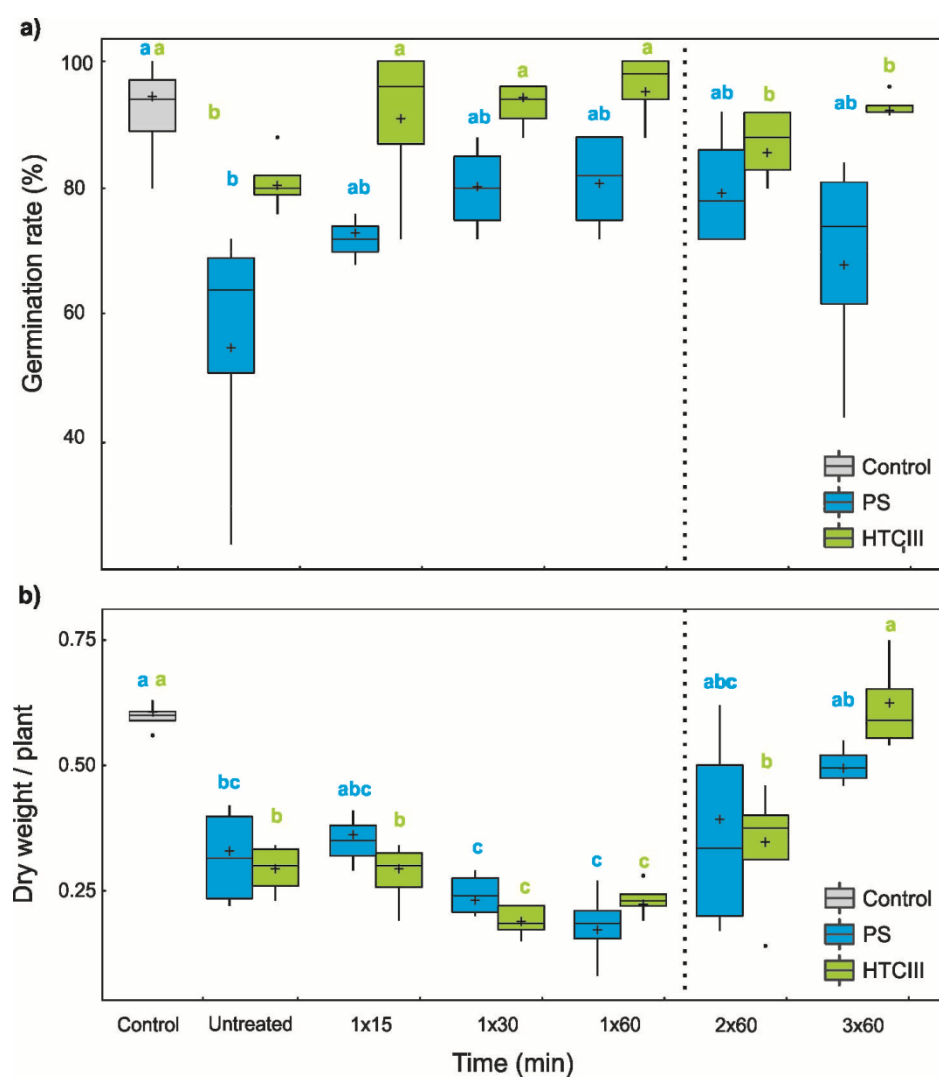 a)
Germination rate (%)
100
80
60
40
a a
b
b
ab
a
ab
a
ab
a
ab
b
ab
b
Control
PS
HTCIII
b)
Dry weight / plant
0.75
0.50
0.25
a a
bc
b
abc
b
c
c
c
c
abc
b
ab
a
Control
PS
HTCIII
Control Untreated 1x15 1x30 1x60 2x60 3x60
Time (min)